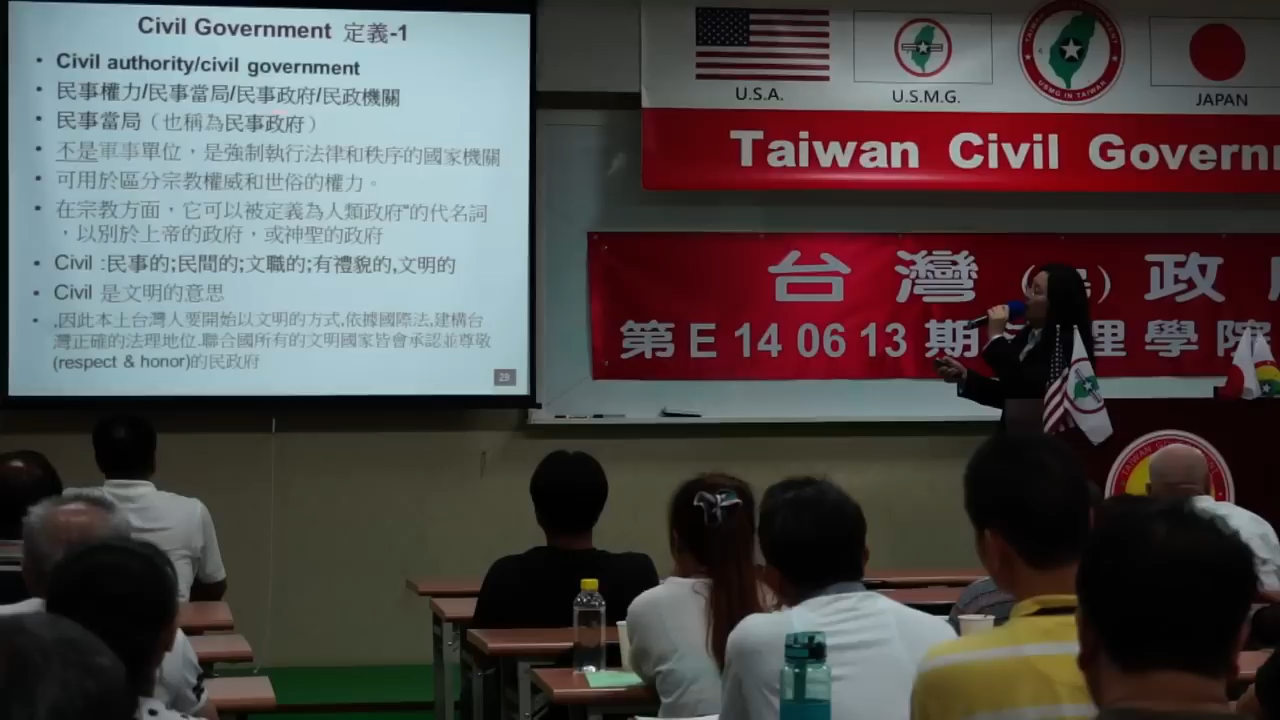 Civil Government 定義-1
• Civil authority/civil government
• 民事權力/民事當局/民事政府/民政機關
• 民事當局（也稱為民事政府）
• 不是軍事單位，是強制執行法律和秩序的國家機關
• 可用於區分宗教權威和世俗的權力。
• 在宗教方面，它可以被定義為人類政府“的代名詞
，以別於上帝的政府，或神聖的政府
• Civil :民事的;民間的;文職的;有禮貌的,文明的
• Civil 是文明的意思
• ,因此本土台灣人要開始以文明的方式,依據國際法,建構台
灣正確的法理地位.聯合國所有的文明國家皆會承認並尊敬
(respect & honor)的民政府
29
U.S.A.
U.S.M.G.
USMG IN TAIWAN
JAPAN
Taiwan Civil Governm
台灣 政
第E 14 06 13 期 理學院